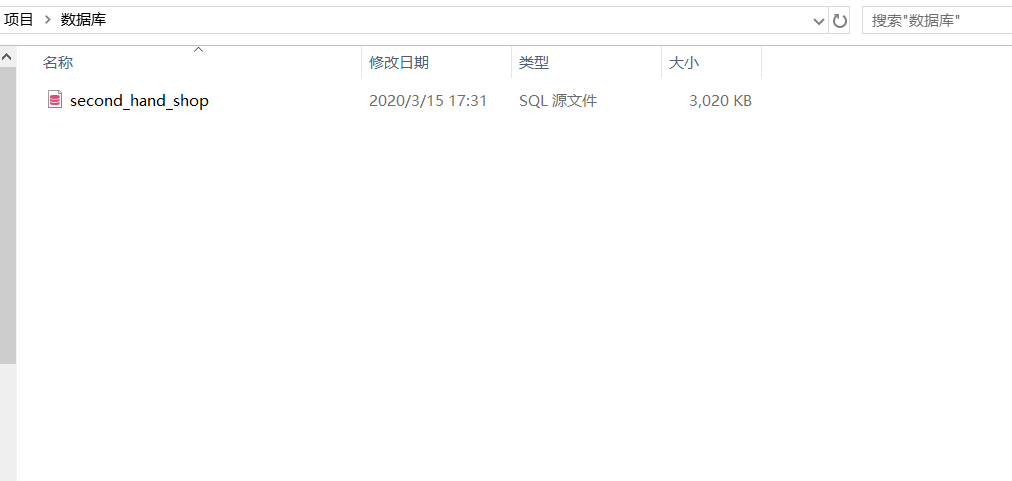 项目 > 数据库 搜索"数据库"
名称 修改日期 类型 大小
second_hand_shop 2020/3/15 17:31 SQL 源文件 3,020 KB